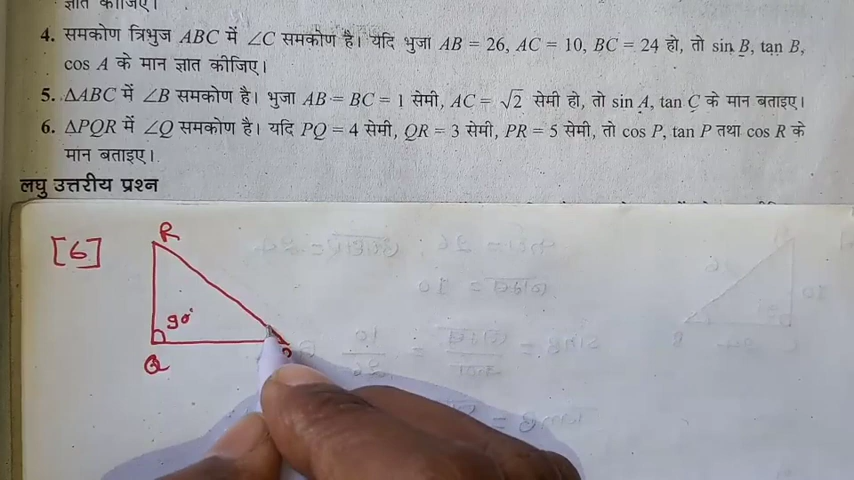 ज्ञात कीजिए।
4. समकोण त्रिभुज ABC में ∠C समकोण है। यदि भुजा AB = 26, AC = 10, BC = 24 हो, तो sin B, tan B,
cos A के मान ज्ञात कीजिए।
5. ΔABC में ∠B समकोण है। भुजा AB = BC = 1 सेमी, AC = √2 सेमी हो, तो sin A, tan C के मान बताइए।
6. ΔPQR में ∠Q समकोण है। यदि PQ = 4 सेमी, QR = 3 सेमी, PR = 5 सेमी, तो cos P, tan P तथा cos R के
मान बताइए।
लघु उत्तरीय प्रश्न
[6] R
90°
Q